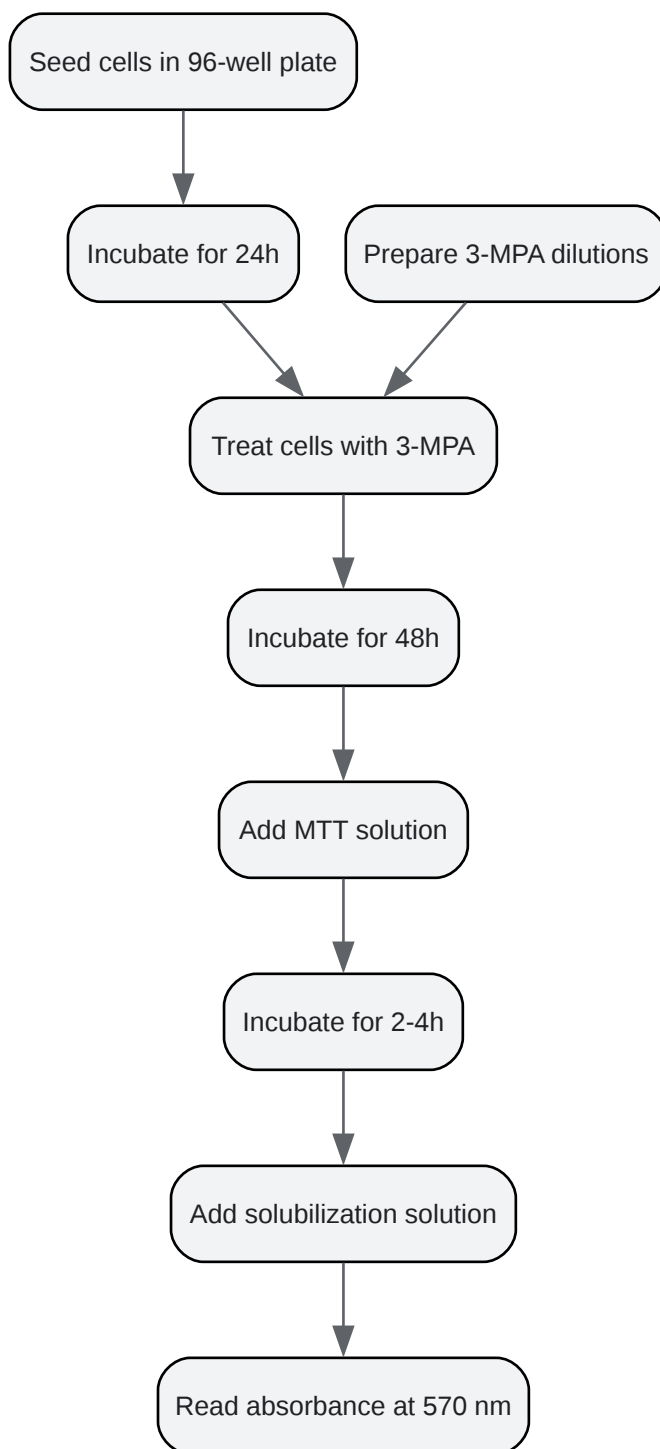 Seed cells in 96-well plate
Incubate for 24h
Prepare 3-MPA dilutions
Treat cells with 3-MPA
Incubate for 48h
Add MTT solution
Incubate for 2-4h
Add solubilization solution
Read absorbance at 570 nm